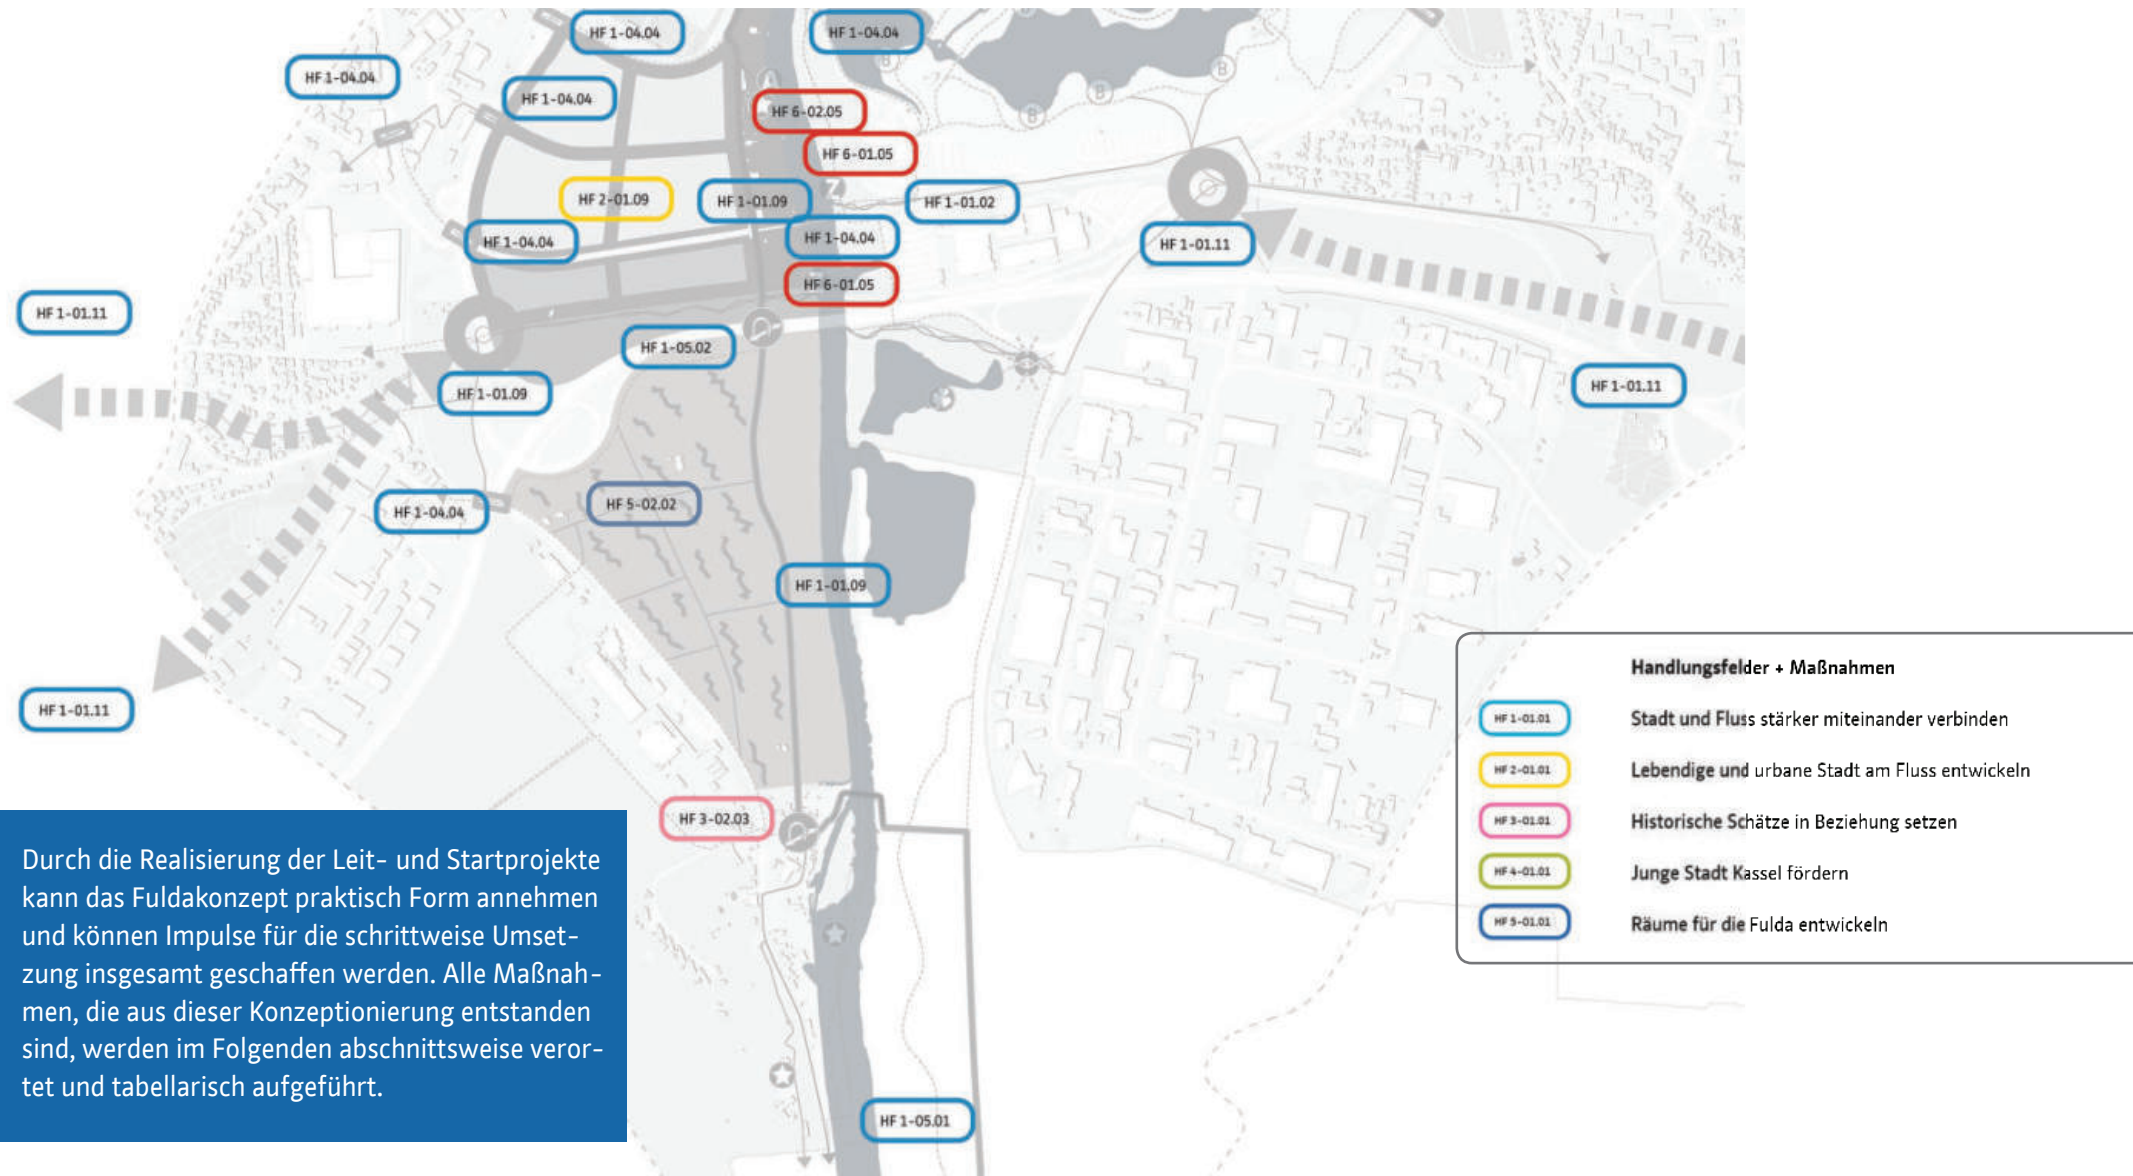 HF 1-04.04
HF 1-04.04
HF 1-04.04
HF 1-04.04
HF 6-02.05
HF 6-01.05
HF 2-01.09
HF 1-01.09
HF 1-01.02
HF 1-04.04
HF 1-04.04
HF 1-01.11
HF 6-01.05
HF 1-01.11
HF 1-05.02
HF 1-01.09
HF 1-01.11
HF 1-04.04
HF 5-02.02
HF 1-01.09
HF 1-01.11
HF 3-02.03
HF 1-05.01
A
B
B
B
B
Z
Handlungsfelder + Maßnahmen
HF 1-01.01 Stadt und Fluss stärker miteinander verbinden
HF 2-01.01 Lebendige und urbane Stadt am Fluss entwickeln
HF 3-01.01 Historische Schätze in Beziehung setzen
HF 4-01.01 Junge Stadt Kassel fördern
HF 5-01.01 Räume für die Fulda entwickeln
Durch die Realisierung der Leit- und Startprojekte
kann das Fuldakonzept praktisch Form annehmen
und können Impulse für die schrittweise Umset-
zung insgesamt geschaffen werden. Alle Maßnah-
men, die aus dieser Konzeptionierung entstanden
sind, werden im Folgenden abschnittsweise veror-
tet und tabellarisch aufgeführt.